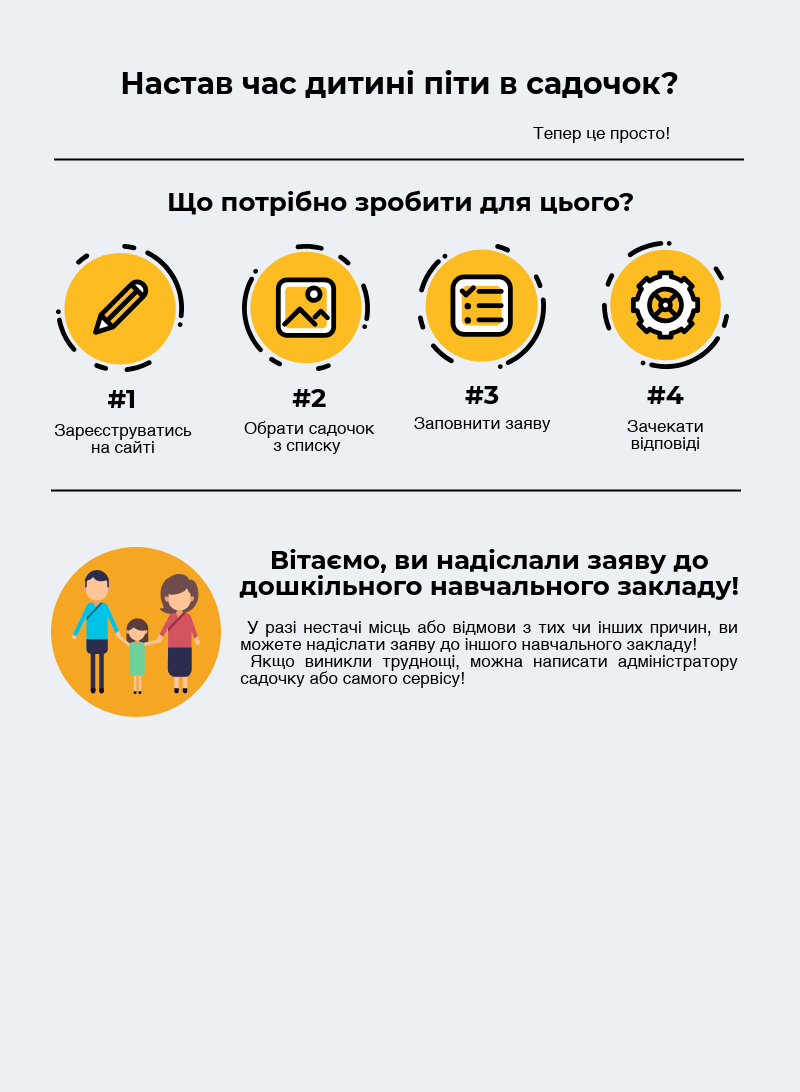 Настав час дитині піти в садочок?
Тепер це просто!
Що потрібно зробити для цього?
#1
Зареєструватись
на сайті
#2
Обрати садочок
з списку
#3
Заповнити заяву
#4
Зачекати
відповіді
Вітаємо, ви надіслали заяву до
дошкільного навчального закладу!
У разі нестачі місць або відмови з тих чи інших причин, ви
можете надіслати заяву до іншого навчального закладу!
Якщо виникли труднощі, можна написати адміністратору
садочку або самого сервісу!